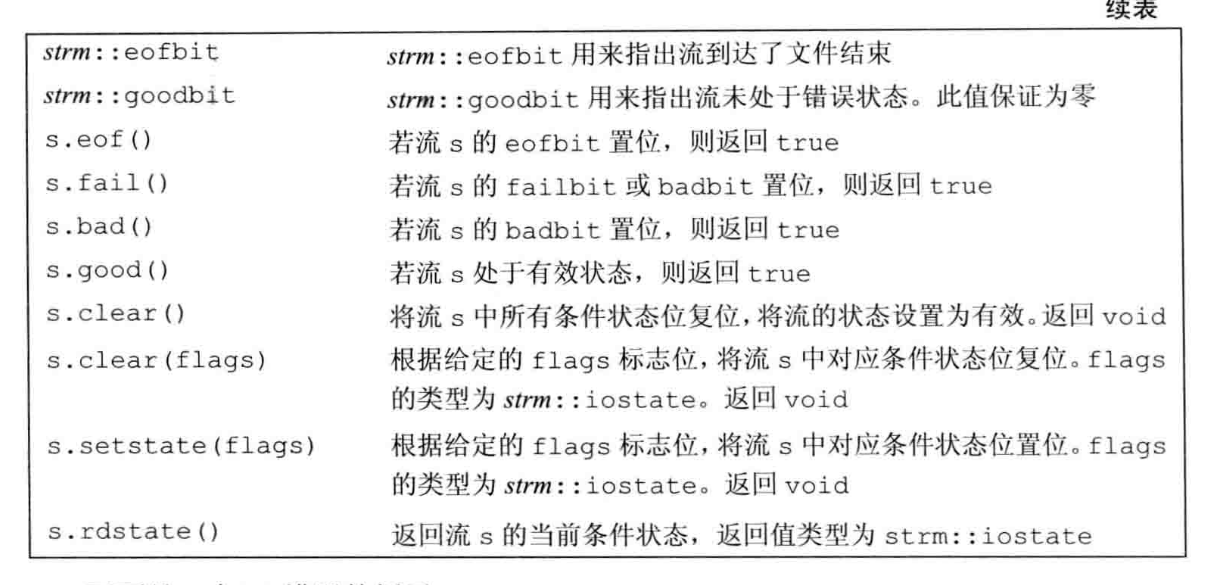 续表
strm::eofbit strm::eofbit 用来指出流到达了文件结束
strm::goodbit strm::goodbit 用来指出流未处于错误状态。此值保证为零
s.eof() 若流 s 的 eofbit 置位，则返回 true
s.fail() 若流 s 的 failbit 或 badbit 置位，则返回 true
s.bad() 若流 s 的 badbit 置位，则返回 true
s.good() 若流 s 处于有效状态，则返回 true
s.clear() 将流 s 中所有条件状态位复位，将流的状态设置为有效。返回 void
s.clear(flags) 根据给定的 flags 标志位，将流 s 中对应条件状态位复位。flags
的类型为 strm::iostate。返回 void
s.setstate(flags) 根据给定的 flags 标志位，将流 s 中对应条件状态位置位。flags
的类型为 strm::iostate。返回 void
s.rdstate() 返回流 s 的当前条件状态，返回值类型为 strm::iostate